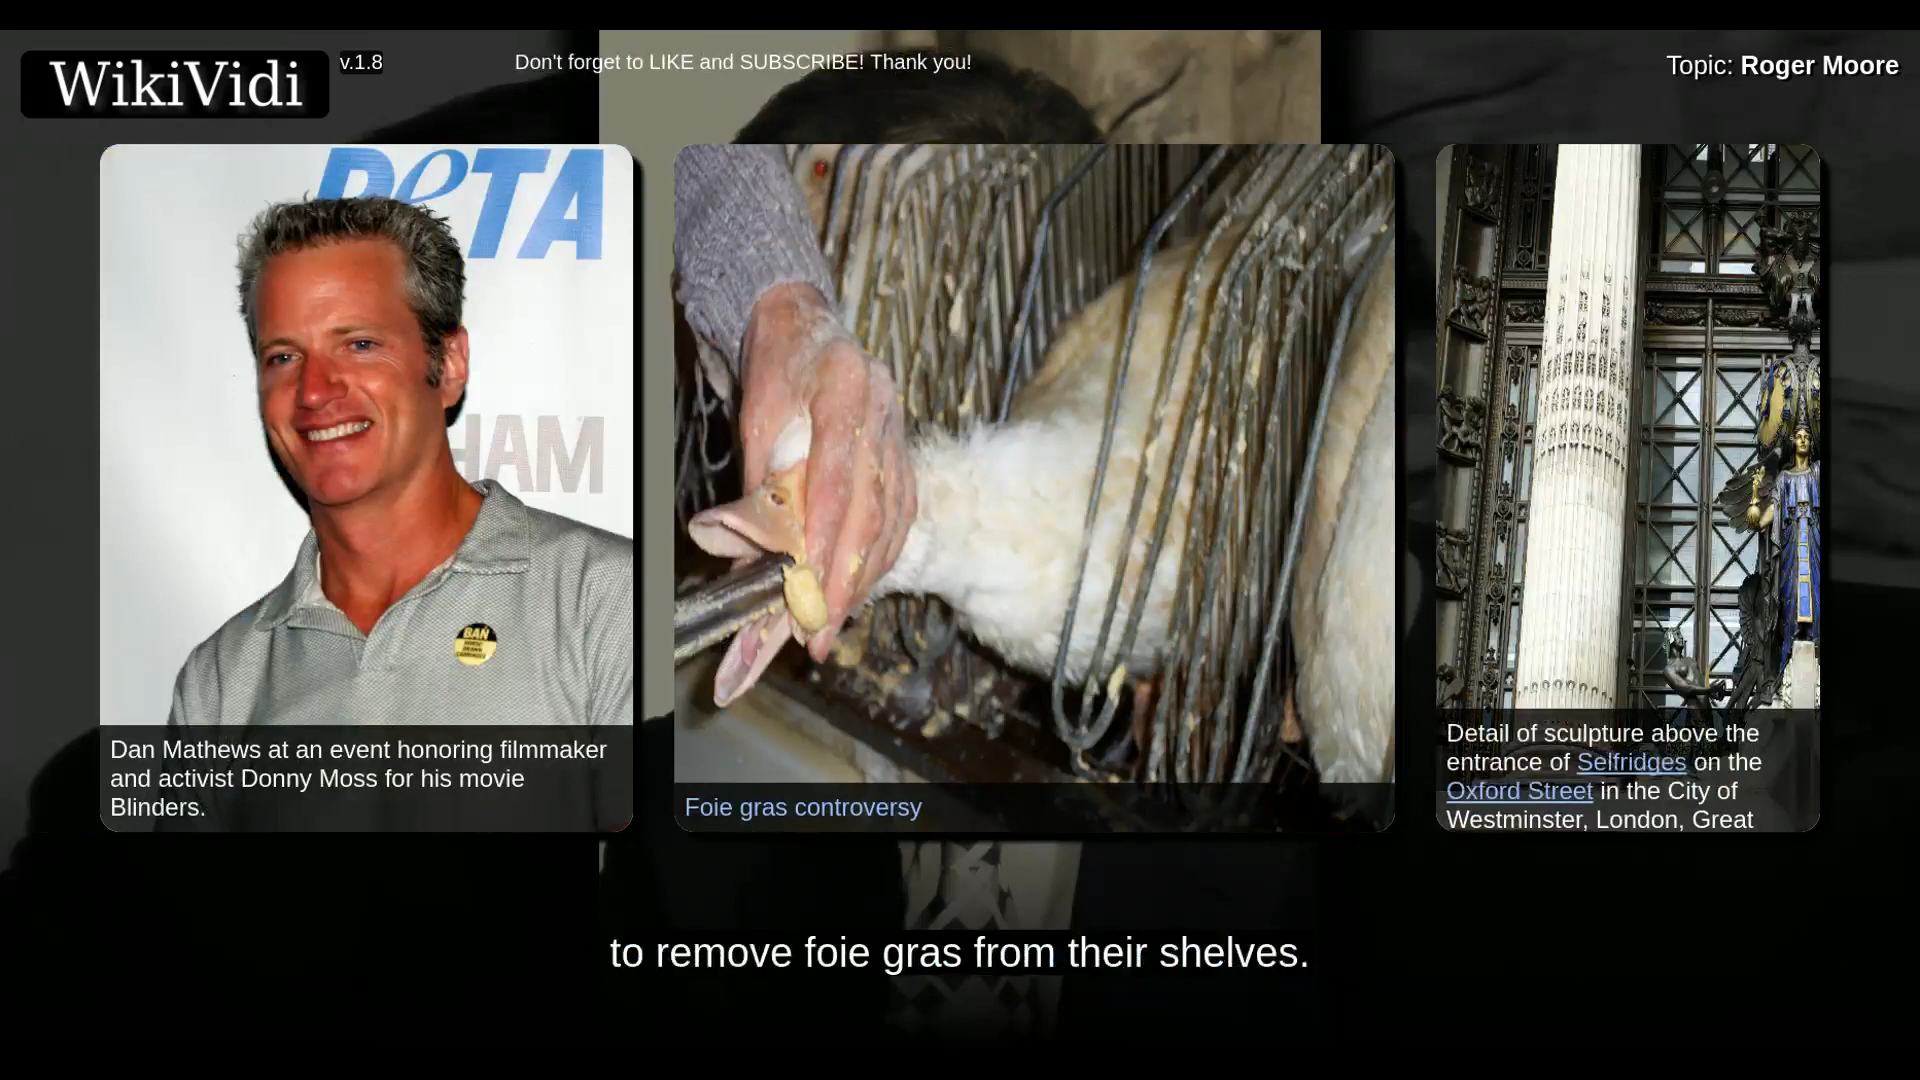 WikiVidi
v.1.8
Don't forget to LIKE and SUBSCRIBE! Thank you!
Topic: Roger Moore
PeTA
HAM
BAN
Dan Mathews at an event honoring filmmaker
and activist Donny Moss for his movie
Blinders.
Foie gras controversy
Detail of sculpture above the
entrance of Selfridges on the
Oxford Street in the City of
Westminster, London, Great
to remove foie gras from their shelves.